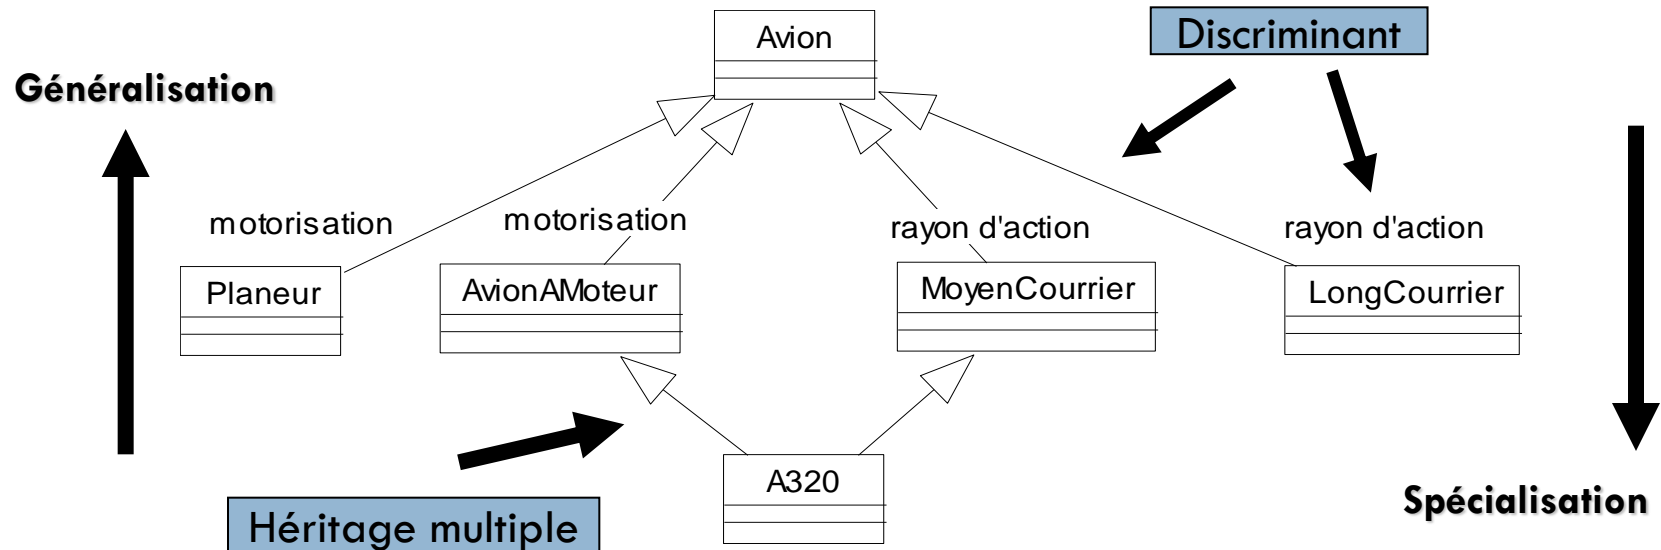 Avion
Discriminant
Généralisation
motorisation
motorisation
rayon d'action
rayon d'action
Planeur
AvionAMoteur
MoyenCourrier
LongCourrier
A320
Héritage multiple
Spécialisation